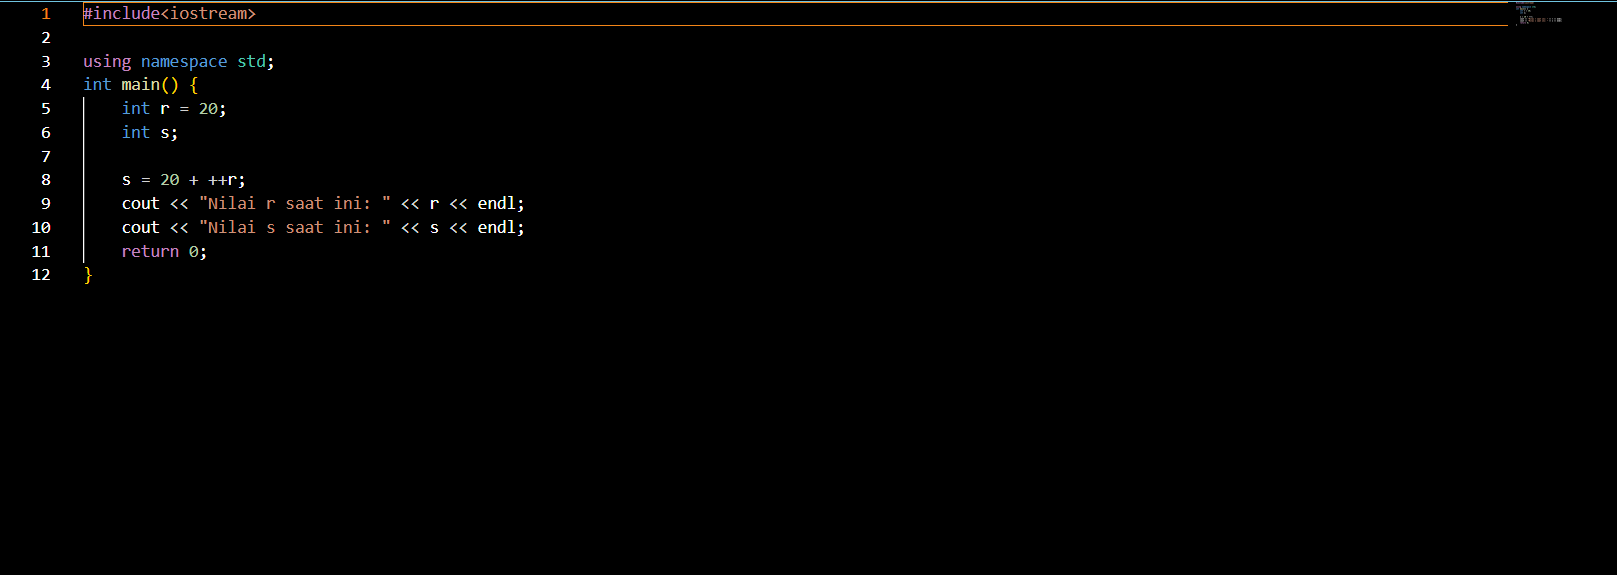 1 #include<iostream>
2
3 using namespace std;
4 int main() {
5     int r = 20;
6     int s;
7
8     s = 20 + ++r;
9     cout << "Nilai r saat ini: " << r << endl;
10     cout << "Nilai s saat ini: " << s << endl;
11     return 0;
12 }